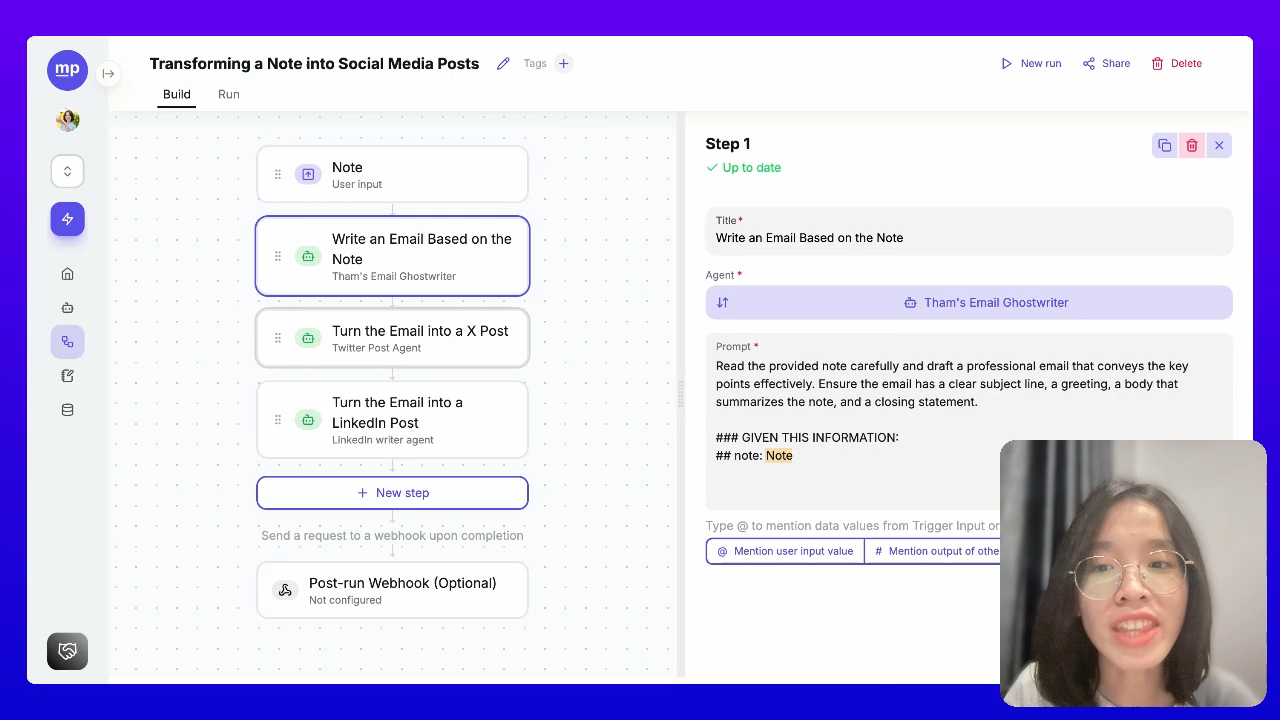 mp
Transforming a Note into Social Media Posts
Tags
New run
Share
Delete
Build
Run
Note
User input
Write an Email Based on the
Note
Tham's Email Ghostwriter
Turn the Email into a X Post
Twitter Post Agent
Turn the Email into a
LinkedIn Post
LinkedIn writer agent
+ New step
Send a request to a webhook upon completion
Post-run Webhook (Optional)
Not configured
Step 1
Up to date
Title*
Write an Email Based on the Note
Agent *
Tham's Email Ghostwriter
Prompt *
Read the provided note carefully and draft a professional email that conveys the key
points effectively. Ensure the email has a clear subject line, a greeting, a body that
summarizes the note, and a closing statement.
### GIVEN THIS INFORMATION:
## note: Note
Type @ to mention data values from Trigger Input or
@ Mention user input value
# Mention output of othe